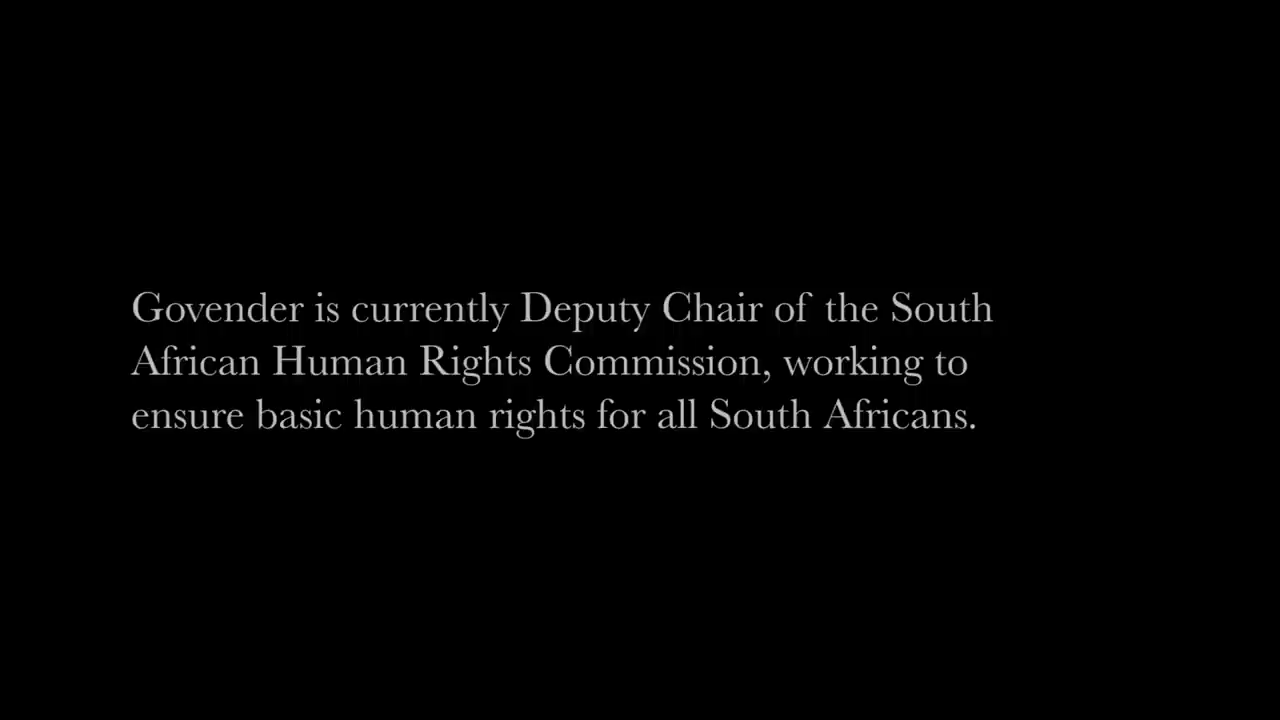 Govender is currently Deputy Chair of the South
African Human Rights Commission, working to
ensure basic human rights for all South Africans.